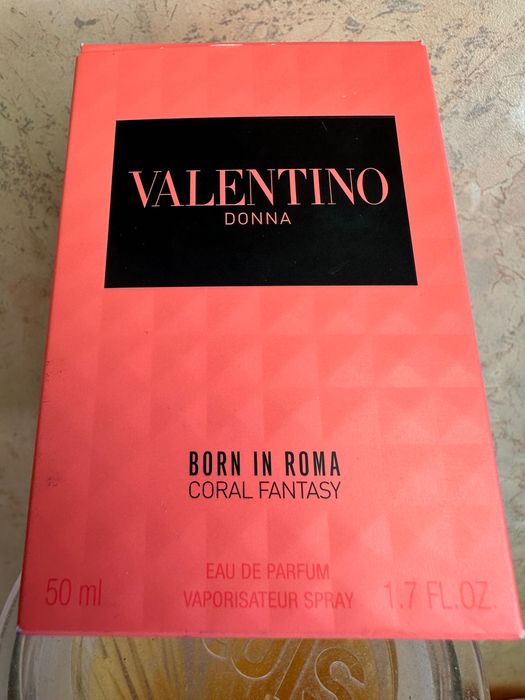 VALENTINO
DONNA
BORN IN ROMA
CORAL FANTASY
EAU DE PARFUM
50 ml VAPORISATEUR SPRAY 1.7 FL.OZ.